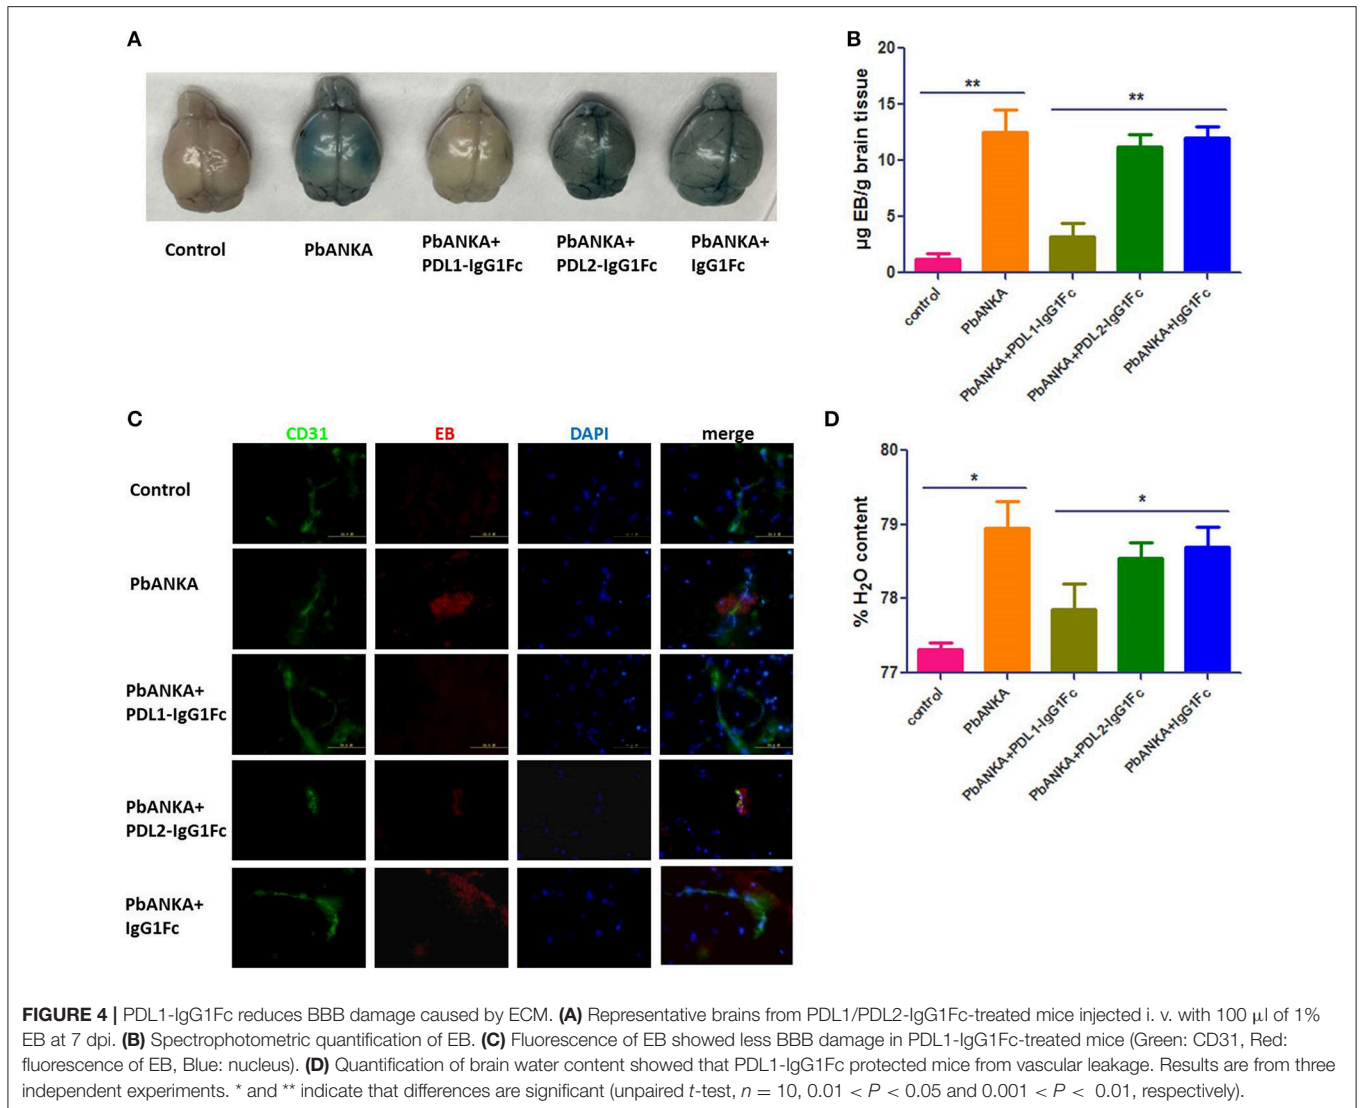 A
Control
PbANKA
PbANKA+
PDL1-IgG1Fc
PbANKA+
PDL2-IgG1Fc
PbANKA+
IgG1Fc
B
µg EB/g brain tissue
20
15
10
5
0
**
**
control
PbANKA
PbANKA+PDL1-IgG1Fc
PbANKA+PDL2-IgG1Fc
PbANKA+IgG1Fc
C
CD31 EB DAPI merge
Control
PbANKA
PbANKA+
PDL1-IgG1Fc
PbANKA+
PDL2-IgG1Fc
PbANKA+
IgG1Fc
D
% H₂O content
80
79
78
77
*
*
control
PbANKA
PbANKA+PDL1-IgG1Fc
PbANKA+PDL2-IgG1Fc
PbANKA+IgG1Fc
FIGURE 4 | PDL1-IgG1Fc reduces BBB damage caused by ECM. (A) Representative brains from PDL1/PDL2-IgG1Fc-treated mice injected i. v. with 100 µl of 1%
EB at 7 dpi. (B) Spectrophotometric quantification of EB. (C) Fluorescence of EB showed less BBB damage in PDL1-IgG1Fc-treated mice (Green: CD31, Red:
fluorescence of EB, Blue: nucleus). (D) Quantification of brain water content showed that PDL1-IgG1Fc protected mice from vascular leakage. Results are from three
independent experiments. * and ** indicate that differences are significant (unpaired t-test, n = 10, 0.01 < P < 0.05 and 0.001 < P < 0.01, respectively).